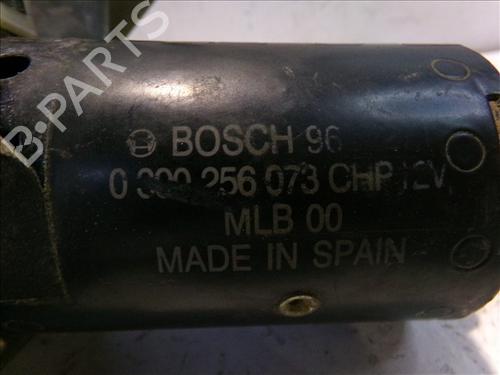 BOSCH 96
0 390 256 073 CHP 12V
MLB 00
MADE IN SPAIN
B-PARTS